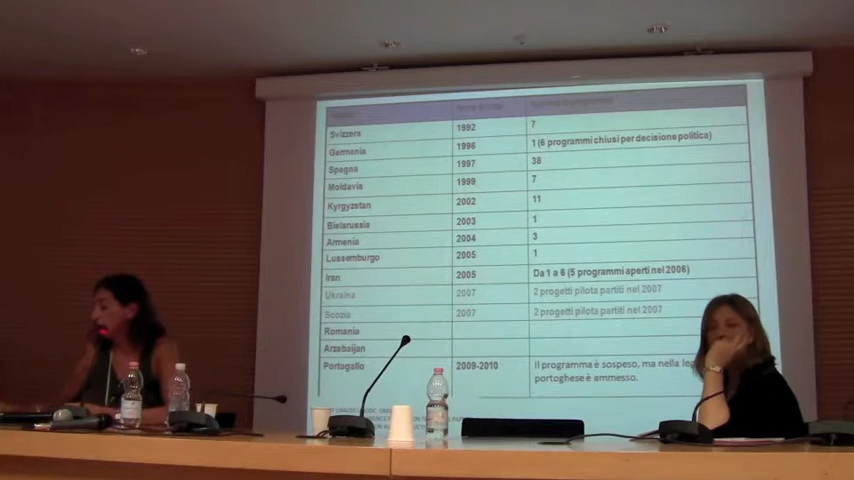 Svizzera 1992 7
Germania 1996 1 (6 programmi chiusi per decisione politica)
Spagna 1997 38
Moldavia 1999 7
Kyrgyzstan 2002 11
Bielarussia 2003 1
Armenia 2004 3
Lussemburgo 2005 1
Iran 2005 Da 1 a 6 (5 programmi aperti nel 2006)
Ukraina 2007 2 progetti pilota partiti nel 2007
Scozia 2007 2 progetti pilota partiti nel 2007
Romania
Arzebaijan
Portogallo 2009-2010 Il programma è sospeso, ma nella
portoghese è ammesso.